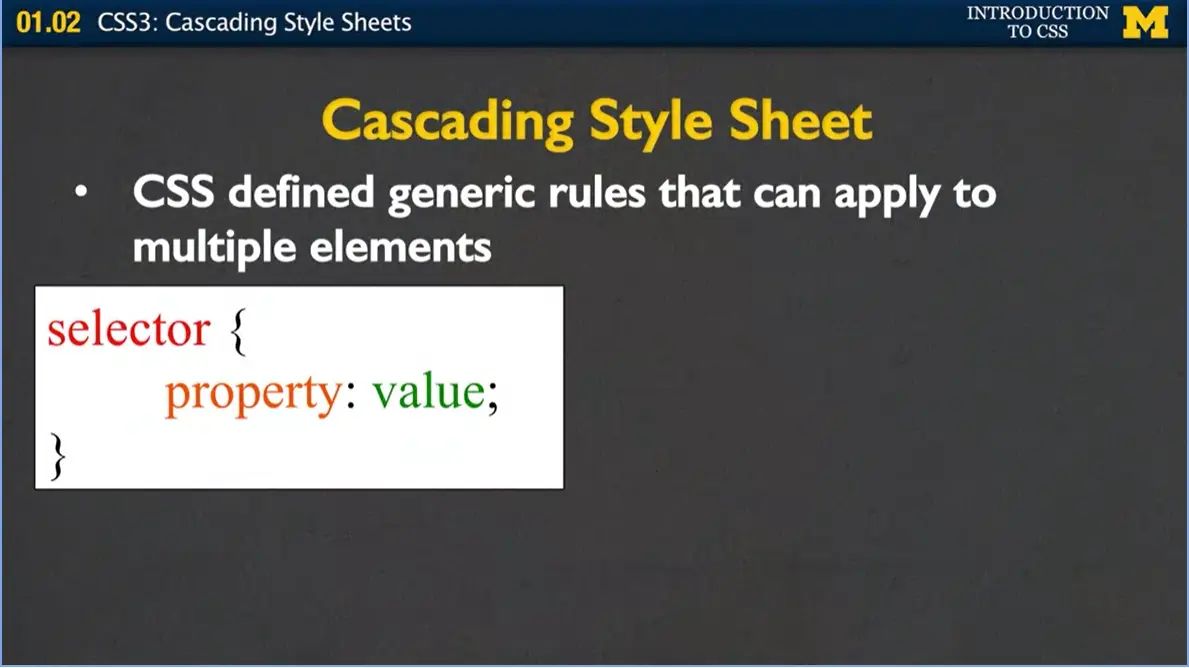 01.02 CSS3: Cascading Style Sheets
INTRODUCTION
TO CSS
M
Cascading Style Sheet
• CSS defined generic rules that can apply to
multiple elements
selector {
property: value;
}